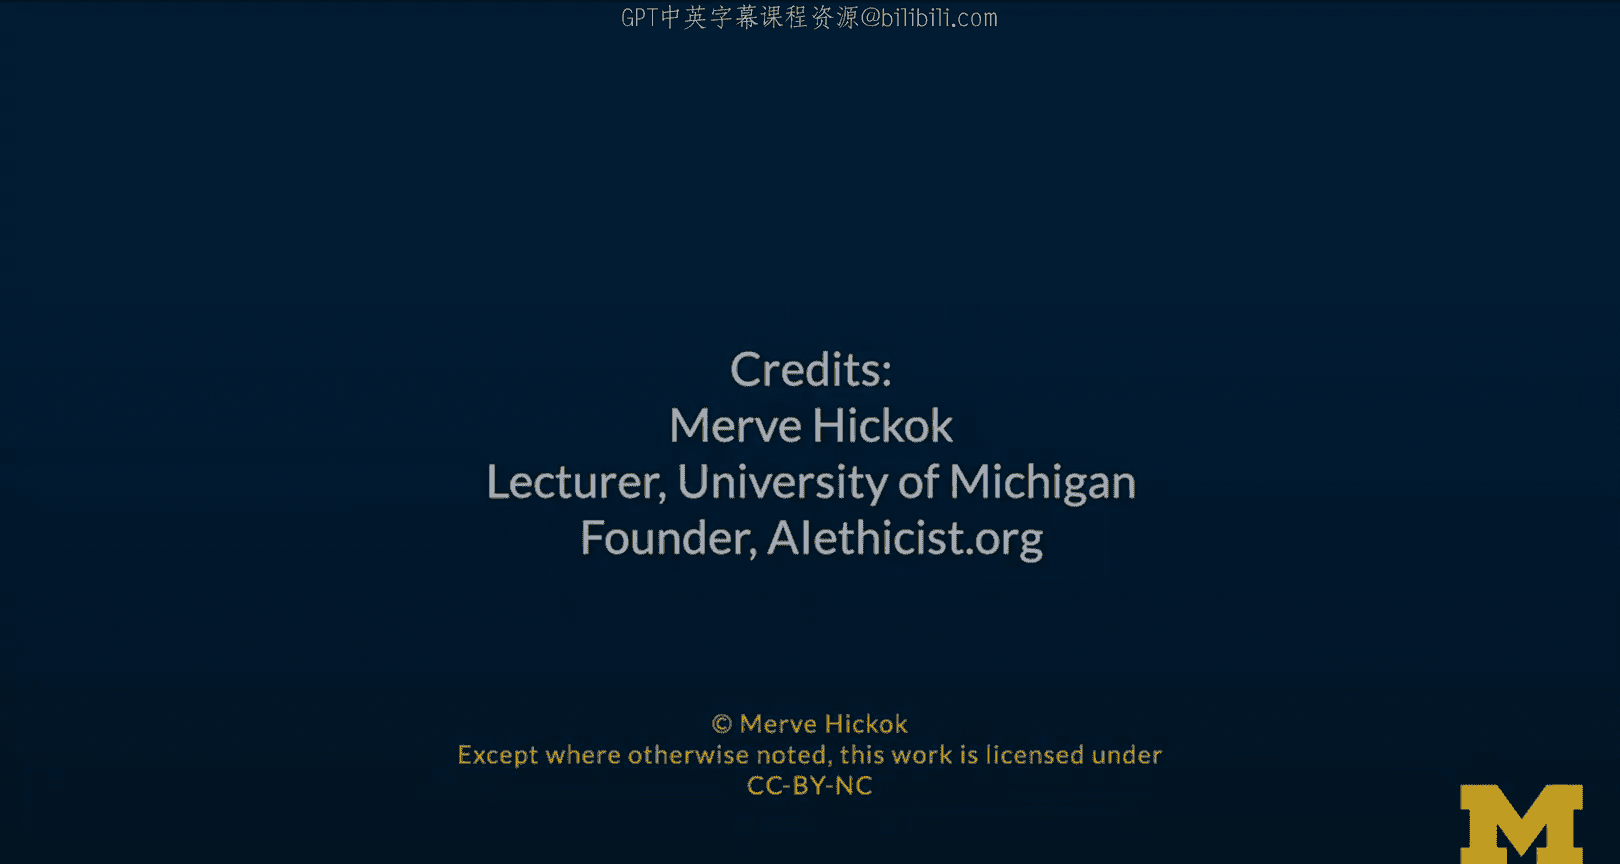 GPT中英字幕课程资源@bilibili.com
Credits:
Merve Hickok
Lecturer, University of Michigan
Founder, AIethicist.org
© Merve Hickok
Except where otherwise noted, this work is licensed under
CC-BY-NC
M